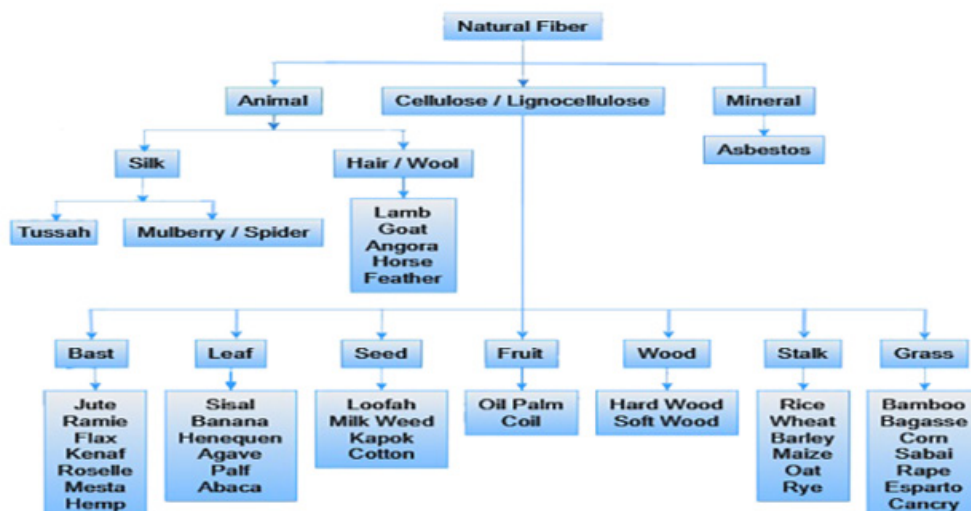 Natural Fiber
Animal
Cellulose / Lignocellulose
Mineral
Asbestos
Silk
Hair / Wool
Tussah
Mulberry / Spider
Lamb
Goat
Angora
Horse
Feather
Bast
Leaf
Seed
Fruit
Wood
Stalk
Grass
Jute
Ramie
Flax
Kenaf
Roselle
Mesta
Hemp
Sisal
Banana
Henequen
Agave
Palf
Abaca
Loofah
Milk Weed
Kapok
Cotton
Oil Palm
Coil
Hard Wood
Soft Wood
Rice
Wheat
Barley
Maize
Oat
Rye
Bamboo
Bagasse
Corn
Sabai
Rape
Esparto
Cancry